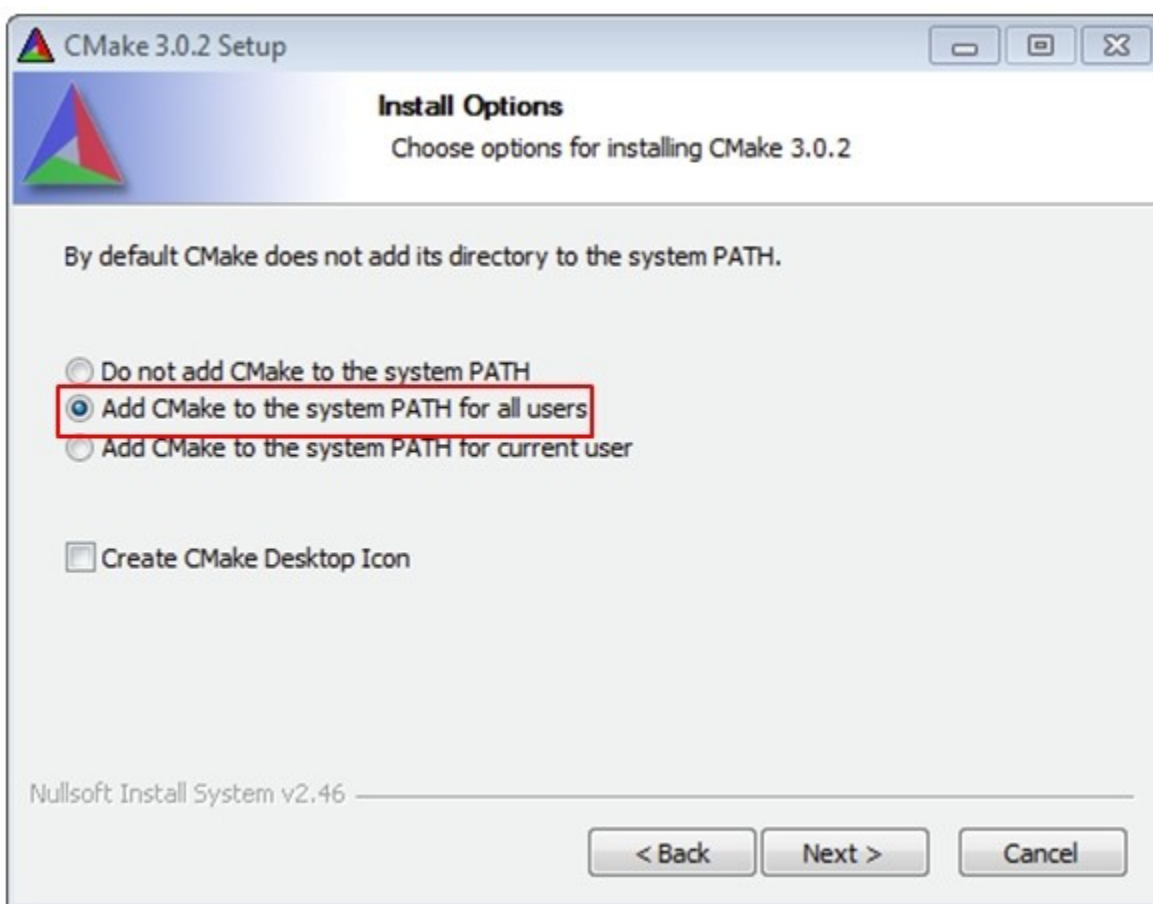 CMake 3.0.2 Setup
Install Options
Choose options for installing CMake 3.0.2
By default CMake does not add its directory to the system PATH.
Do not add CMake to the system PATH
Add CMake to the system PATH for all users
Add CMake to the system PATH for current user
Create CMake Desktop Icon
Nullsoft Install System v2.46
< Back Next > Cancel